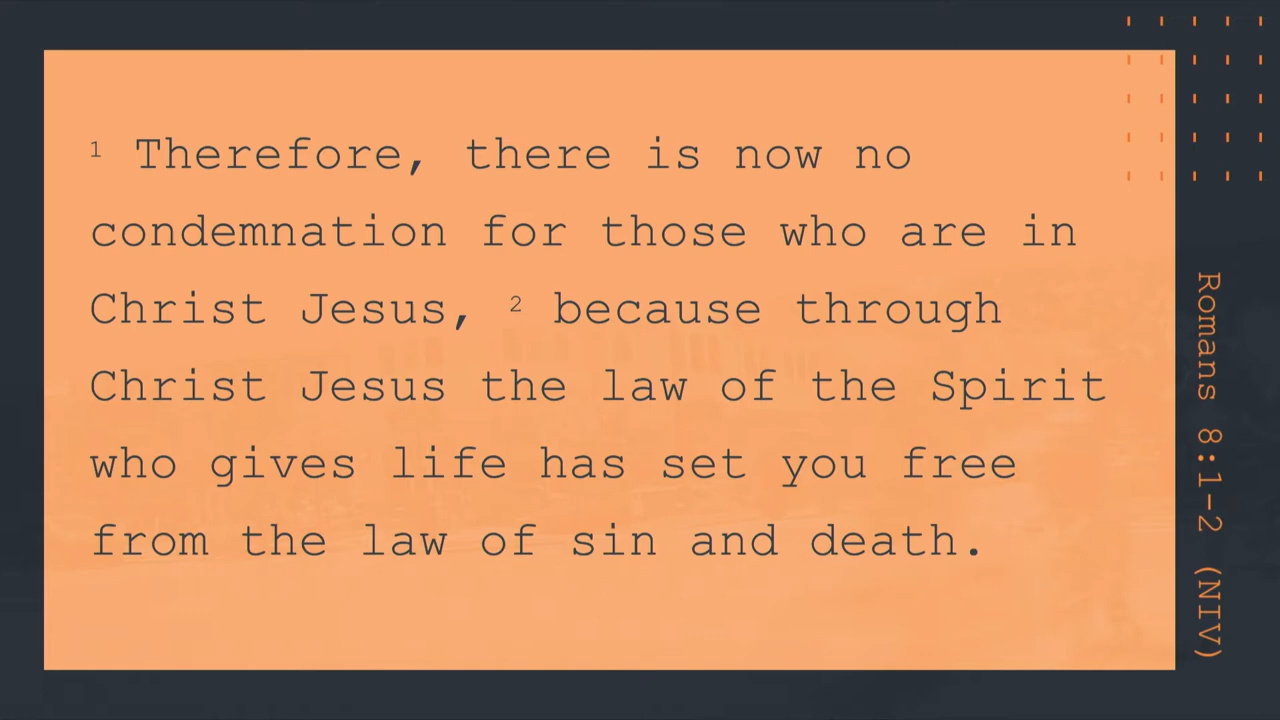 ¹ Therefore, there is now no
condemnation for those who are in
Christ Jesus, ² because through
Christ Jesus the law of the Spirit
who gives life has set you free
from the law of sin and death.
Romans 8:1-2 (NIV)